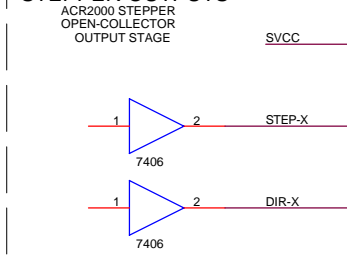 ACR2000 STEPPER
OPEN-COLLECTOR
OUTPUT STAGE
SVCC
1 2 STEP-X
7406
1 2 DIR-X
7406